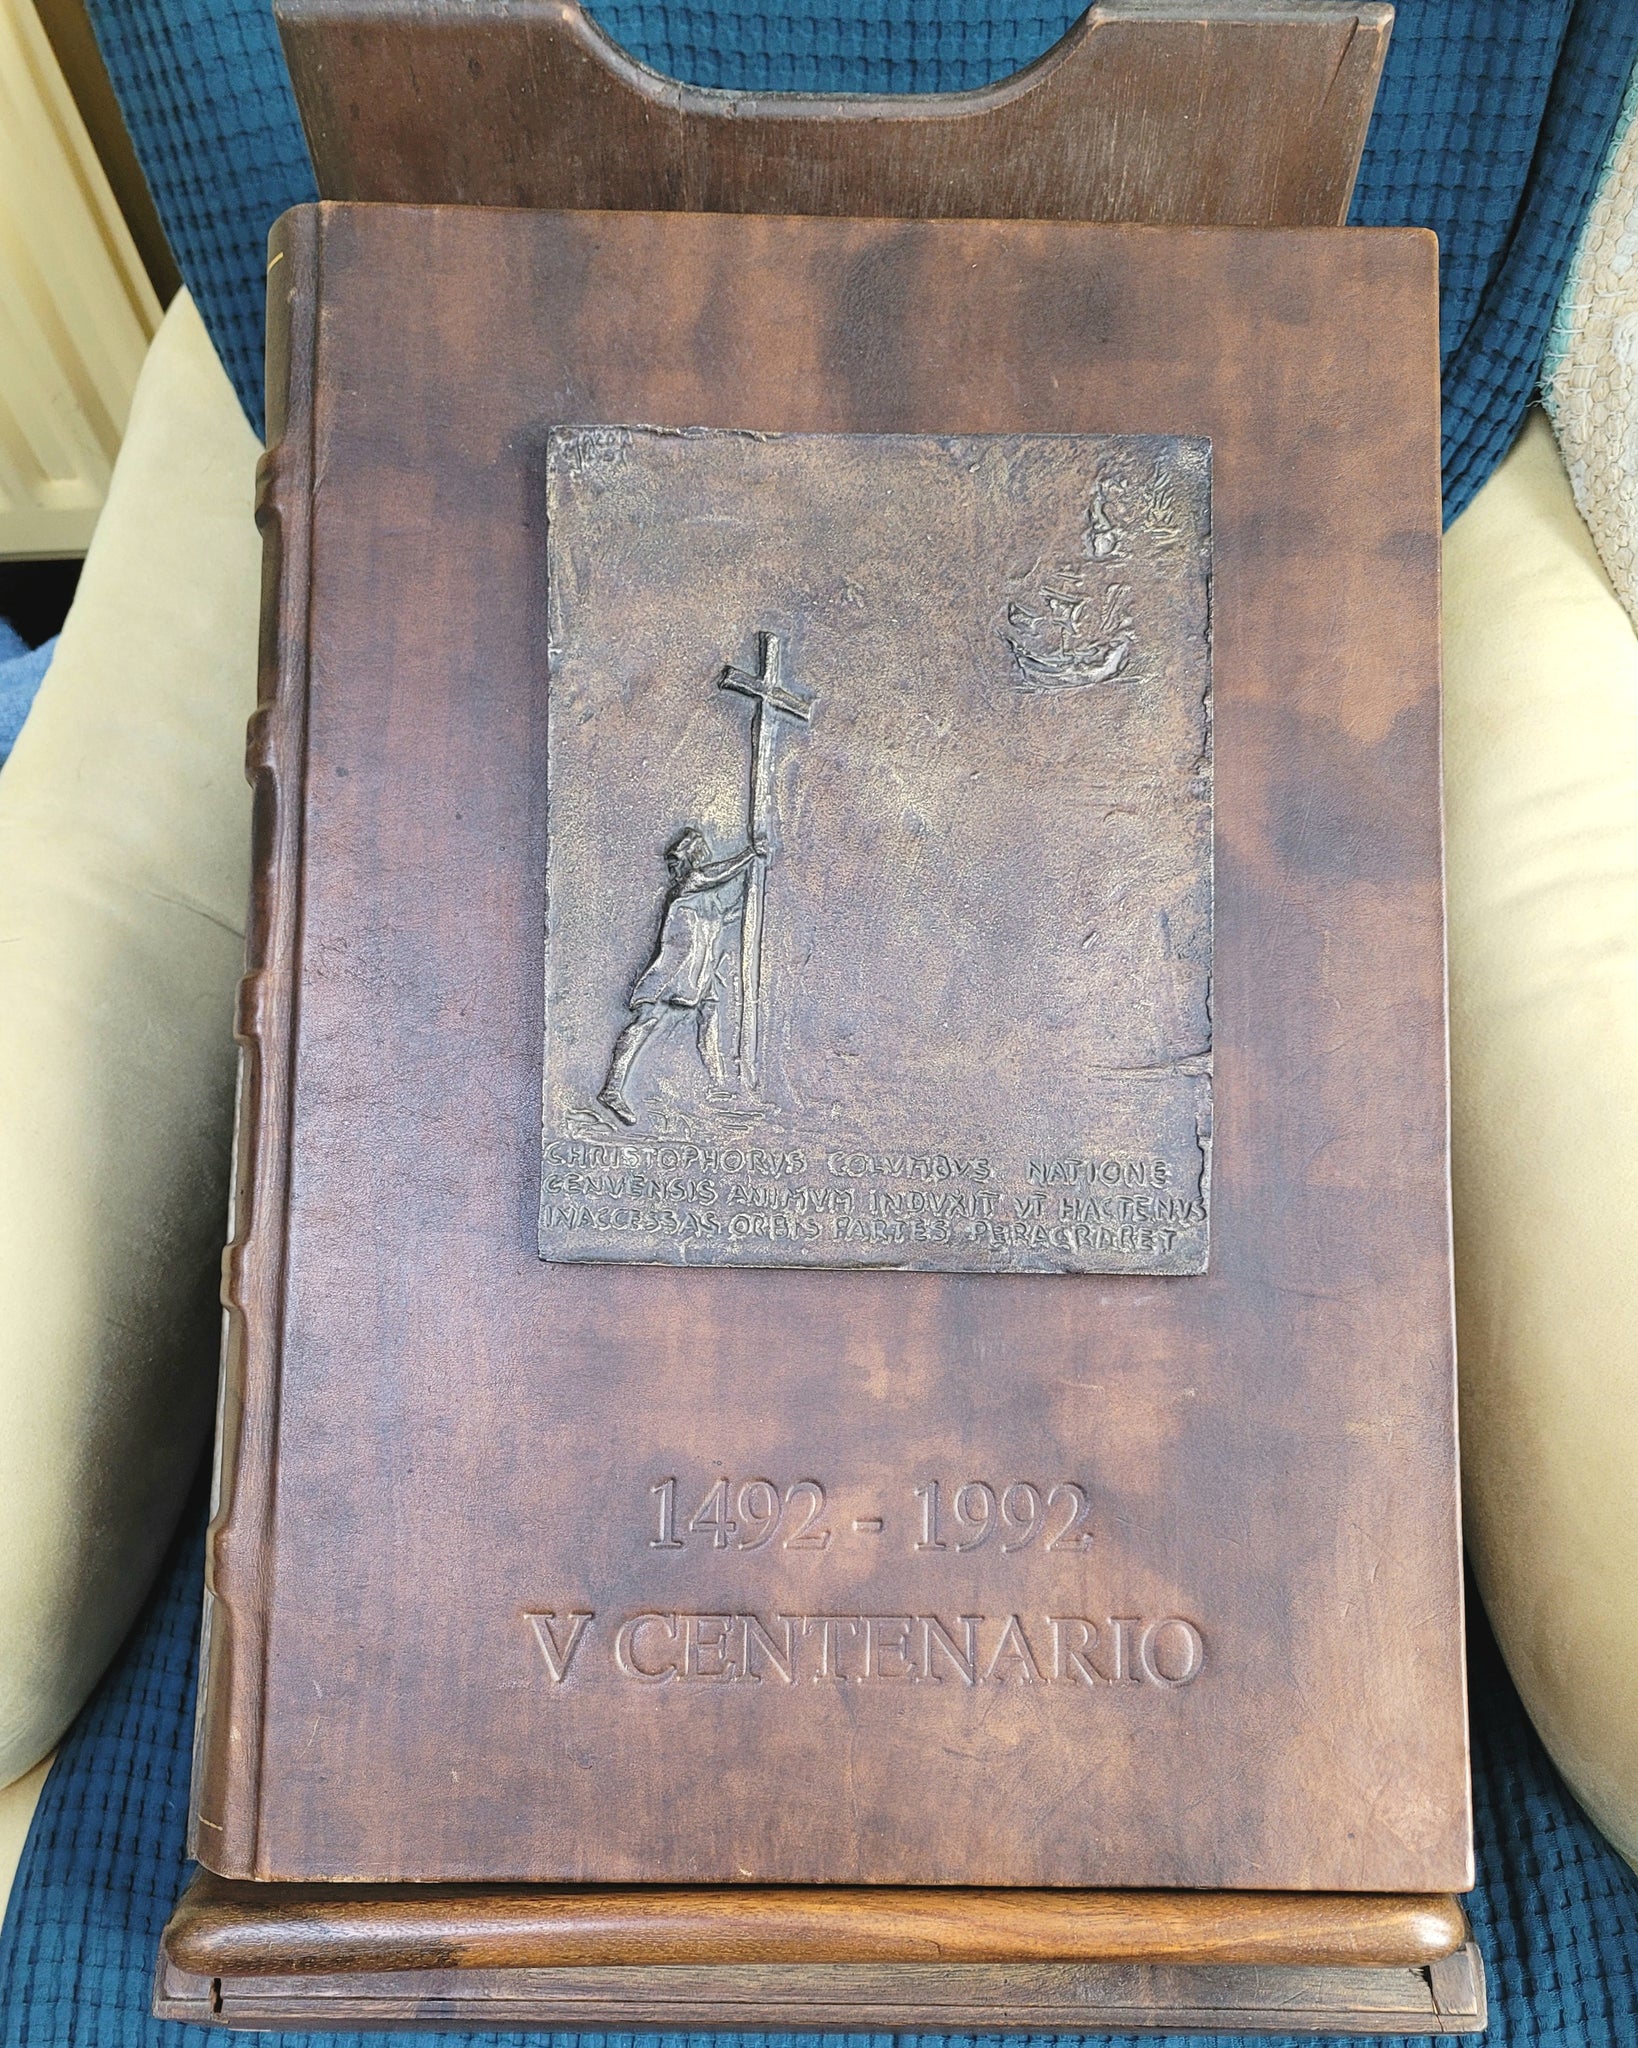 CHRISTOPHORVS COLVMBVS NATIONE
GENVENSIS ANIMVM INDVXIT VT HACTENVS
INACCESSAS ORBIS PARTES PERAGRARET
1492 - 1992
V CENTENARIO